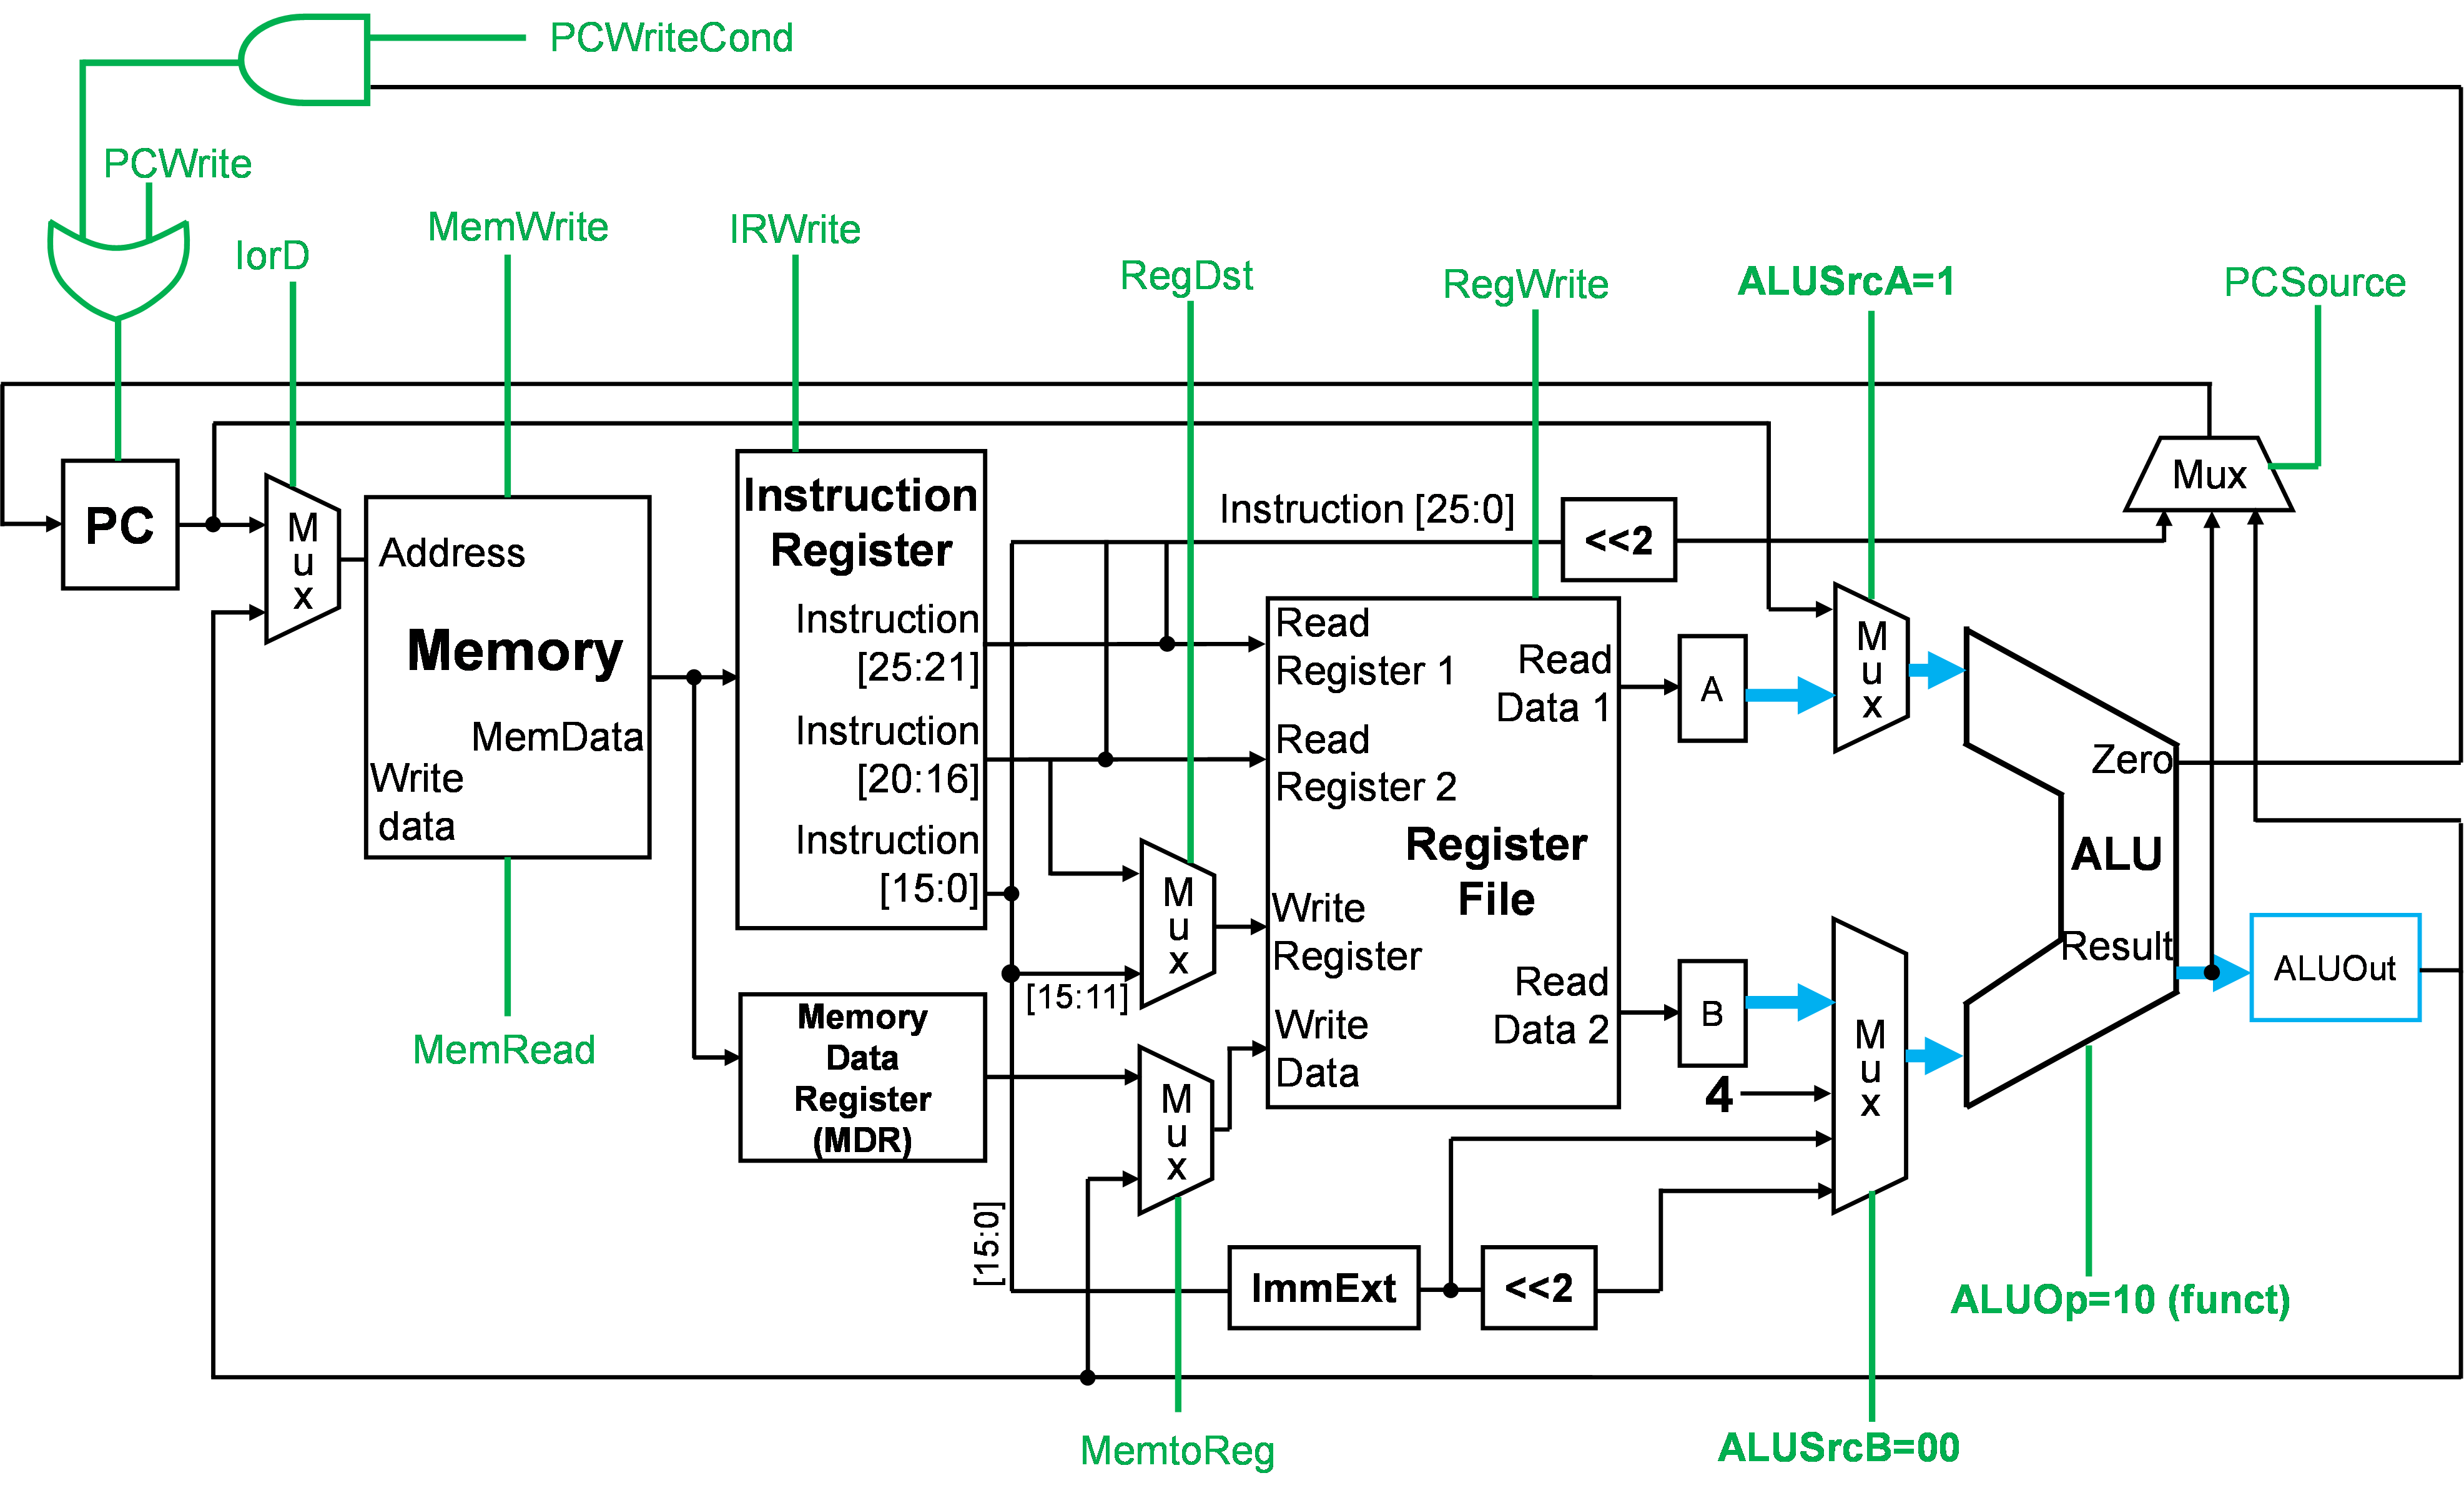 PCWriteCond
PCWrite
MemWrite
IRWrite
IorD
RegDst
RegWrite
ALUSrcA=1
PCSource
PC
M
u
x
Address
Memory
MemData
Write
data
MemRead
Instruction
Register
Instruction
[25:21]
Instruction
[20:16]
Instruction
[15:0]
Memory
Data
Register
(MDR)
Instruction [25:0]
<<2
Mux
M
u
x
[15:11]
M
u
x
MemtoReg
[15:0]
Read
Register 1
Read
Register 2
Register
File
Write
Register
Write
Data
Read
Data 1
Read
Data 2
A
B
4
M
u
x
M
u
x
ImmExt
<<2
Zero
ALU
Result
ALUOut
ALUOp=10 (funct)
ALUSrcB=00